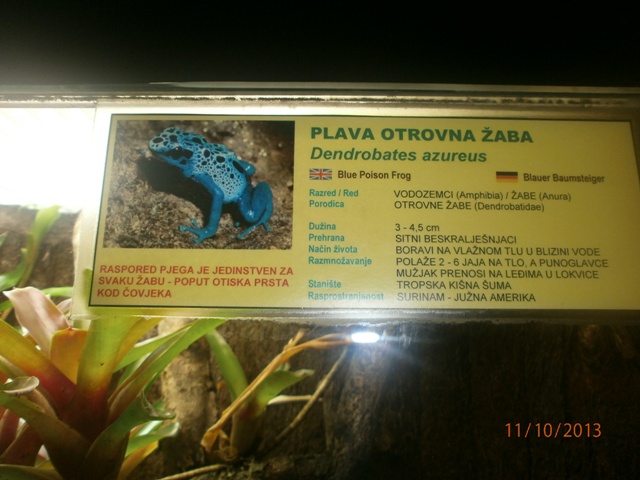 PLAVA OTROVNA ŽABA
Dendrobates azureus
Blue Poison Frog
Blauer Baumsteiger
Razred / Red VODOZEMCI (Amphibia) / ŽABE (Anura)
Porodica OTROVNE ŽABE (Dendrobatidae)
Dužina 3 - 4,5 cm
Prehrana SITNI BESKRALJEŠNJACI
Način života BORAVI NA VLAŽNOM TLU U BLIZINI VODE
Razmnožavanje POLAŽE 2 - 6 JAJA NA TLO, A PUNOGLAVCE
MUŽJAK PRENOSI NA LEĐIMA U LOKVICE
Stanište TROPSKA KIŠNA ŠUMA
Rasprostranjenost SURINAM - JUŽNA AMERIKA
RASPORED PJEGA JE JEDINSTVEN ZA
SVAKU ŽABU - POPUT OTISKA PRSTA
KOD ČOVJEKA
11/10/2013